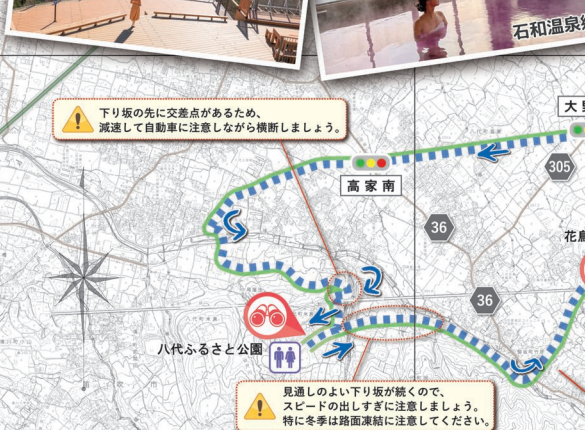 石和温泉
下り坂の先に交差点があるため、
減速して自動車に注意しながら横断しましょう。
高家南
305
36
36
八代ふるさと公園
見通しのよい下り坂が続くので、
スピードの出しすぎに注意しましょう。
特に冬季は路面凍結に注意してください。